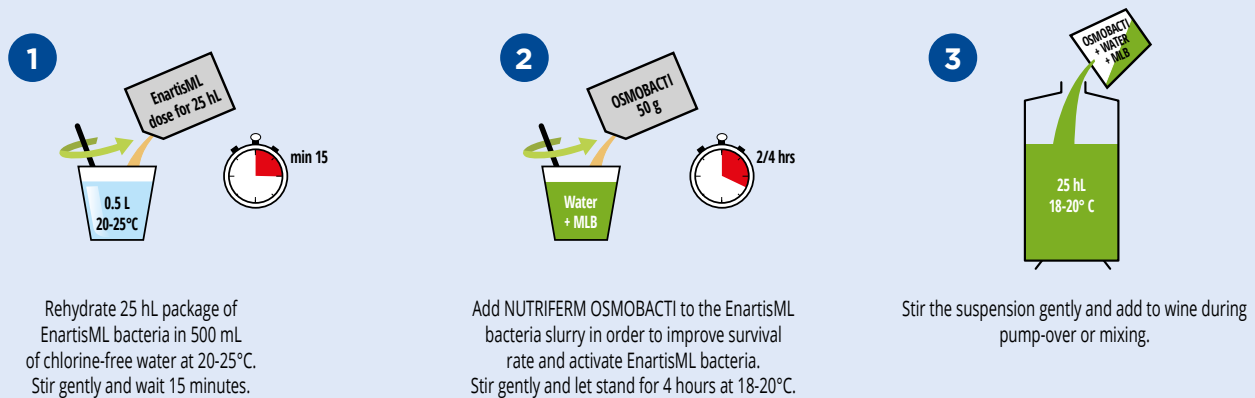 1
EnartisML
dose for 25 hL
min 15
0.5 L
20-25°C
Rehydrate 25 hL package of
EnartisML bacteria in 500 mL
of chlorine-free water at 20-25°C.
Stir gently and wait 15 minutes.
2
OSMOBACTI
50 g
2/4 hrs
Water
+ MLB
Add NUTRIFERM OSMOBACTI to the EnartisML
bacteria slurry in order to improve survival
rate and activate EnartisML bacteria.
Stir gently and let stand for 4 hours at 18-20°C.
3
OSMOBACTI
+ WATER
+ MLB
25 hL
18-20° C
Stir the suspension gently and add to wine during
pump-over or mixing.